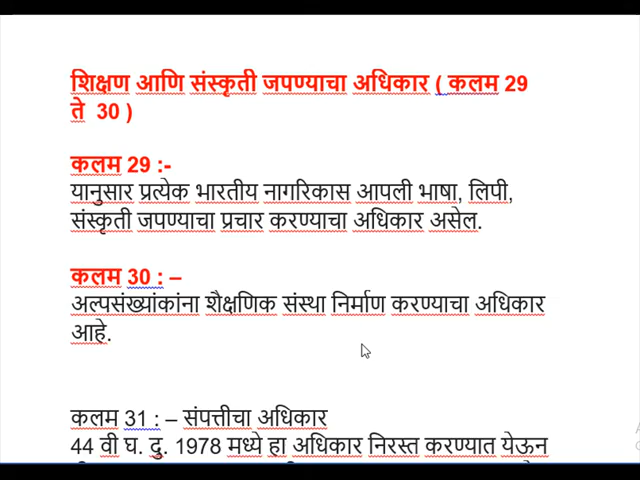 शिक्षण आणि संस्कृती जपण्याचा अधिकार ( कलम 29
ते 30 )
कलम 29 :-
यानुसार प्रत्येक भारतीय नागरिकास आपली भाषा, लिपी,
संस्कृती जपण्याचा प्रचार करण्याचा अधिकार असेल.
कलम 30 : –
अल्पसंख्यांकांना शैक्षणिक संस्था निर्माण करण्याचा अधिकार
आहे.
कलम 31 : – संपत्तीचा अधिकार
44 वी घ. दु. 1978 मध्ये हा अधिकार निरस्त करण्यात येऊन